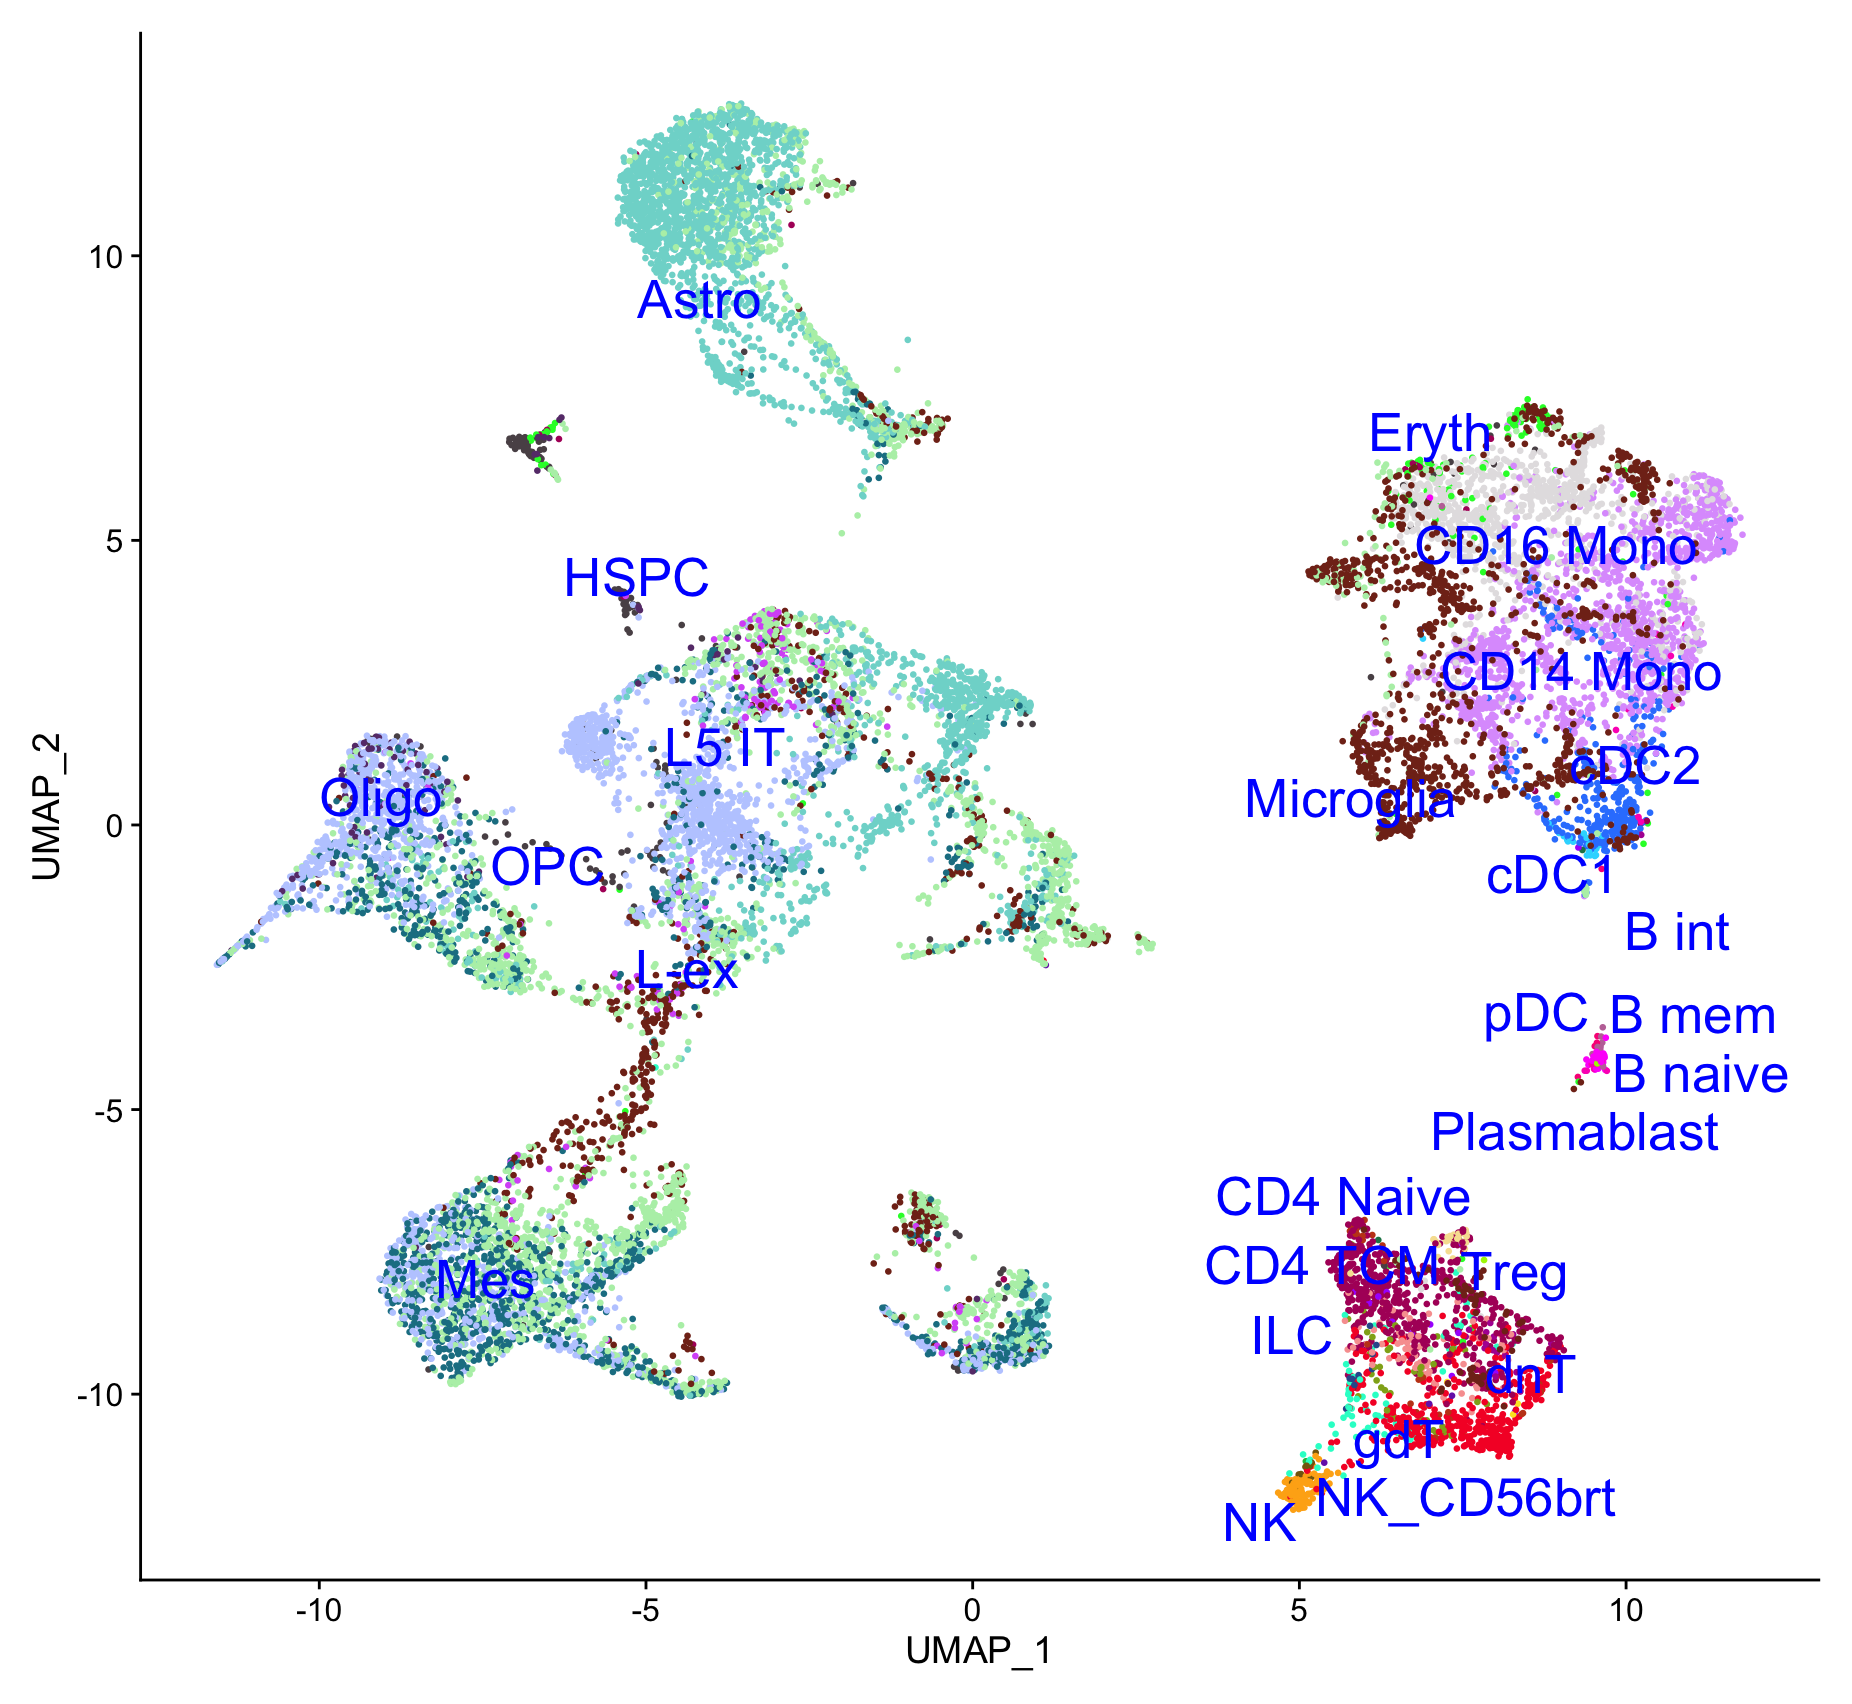 Astro
Eryth
10
CD16 Mono
5
HSPC
CD14 Mono
L5 IT
cDC2
Oligo
Microglia
UMAP_2
0
OPC
cDC1
B int
L-ex
pDC
B mem
B naive
-5
Plasmablast
CD4 Naive
CD4 TCM
Treg
Mes
ILC
dnT
-10
gdT
NK_CD56brt
NK
-10
-5
0
5
10
UMAP_1